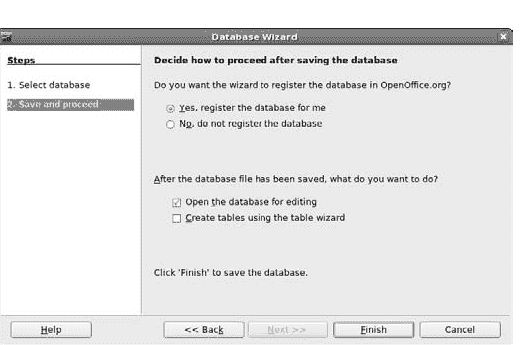 Database Wizard
Steps
1. Select database
2. Save and proceed
Decide how to proceed after saving the database
Do you want the wizard to register the database in OpenOffice.org?
Yes, register the database for me
No, do not register the database
After the database file has been saved, what do you want to do?
Open the database for editing
Create tables using the table wizard
Click 'Finish' to save the database.
Help
<< Back
Next >>
Finish
Cancel